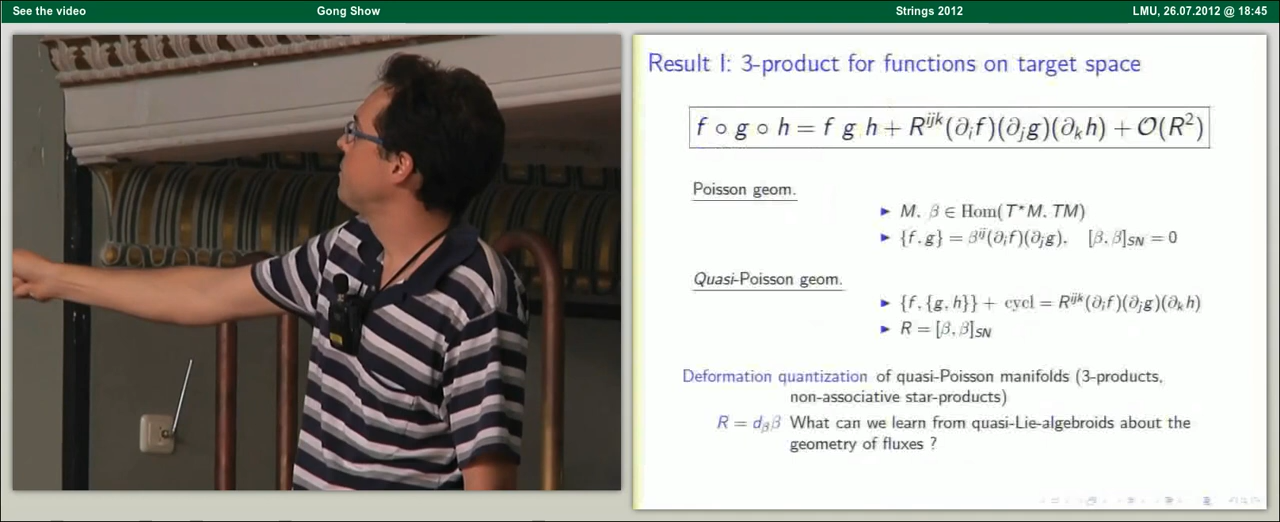 See the video
Gong Show
Strings 2012
LMU, 26.07.2012 @ 18:45
Result I: 3-product for functions on target space
f ∘ g ∘ h = f g h + R^{ijk}(∂_i f)(∂_j g)(∂_k h) + O(R²)
Poisson geom.
► M, β ∈ Hom(T*M, TM)
► {f, g} = β^{ij}(∂_i f)(∂_j g), [β, β]_{SN} = 0
Quasi-Poisson geom.
► {f, {g, h}} + cycl = R^{ijk}(∂_i f)(∂_j g)(∂_k h)
► R = [β, β]_{SN}
Deformation quantization of quasi-Poisson manifolds (3-products,
non-associative star-products)
R = d_β β What can we learn from quasi-Lie-algebroids about the
geometry of fluxes ?